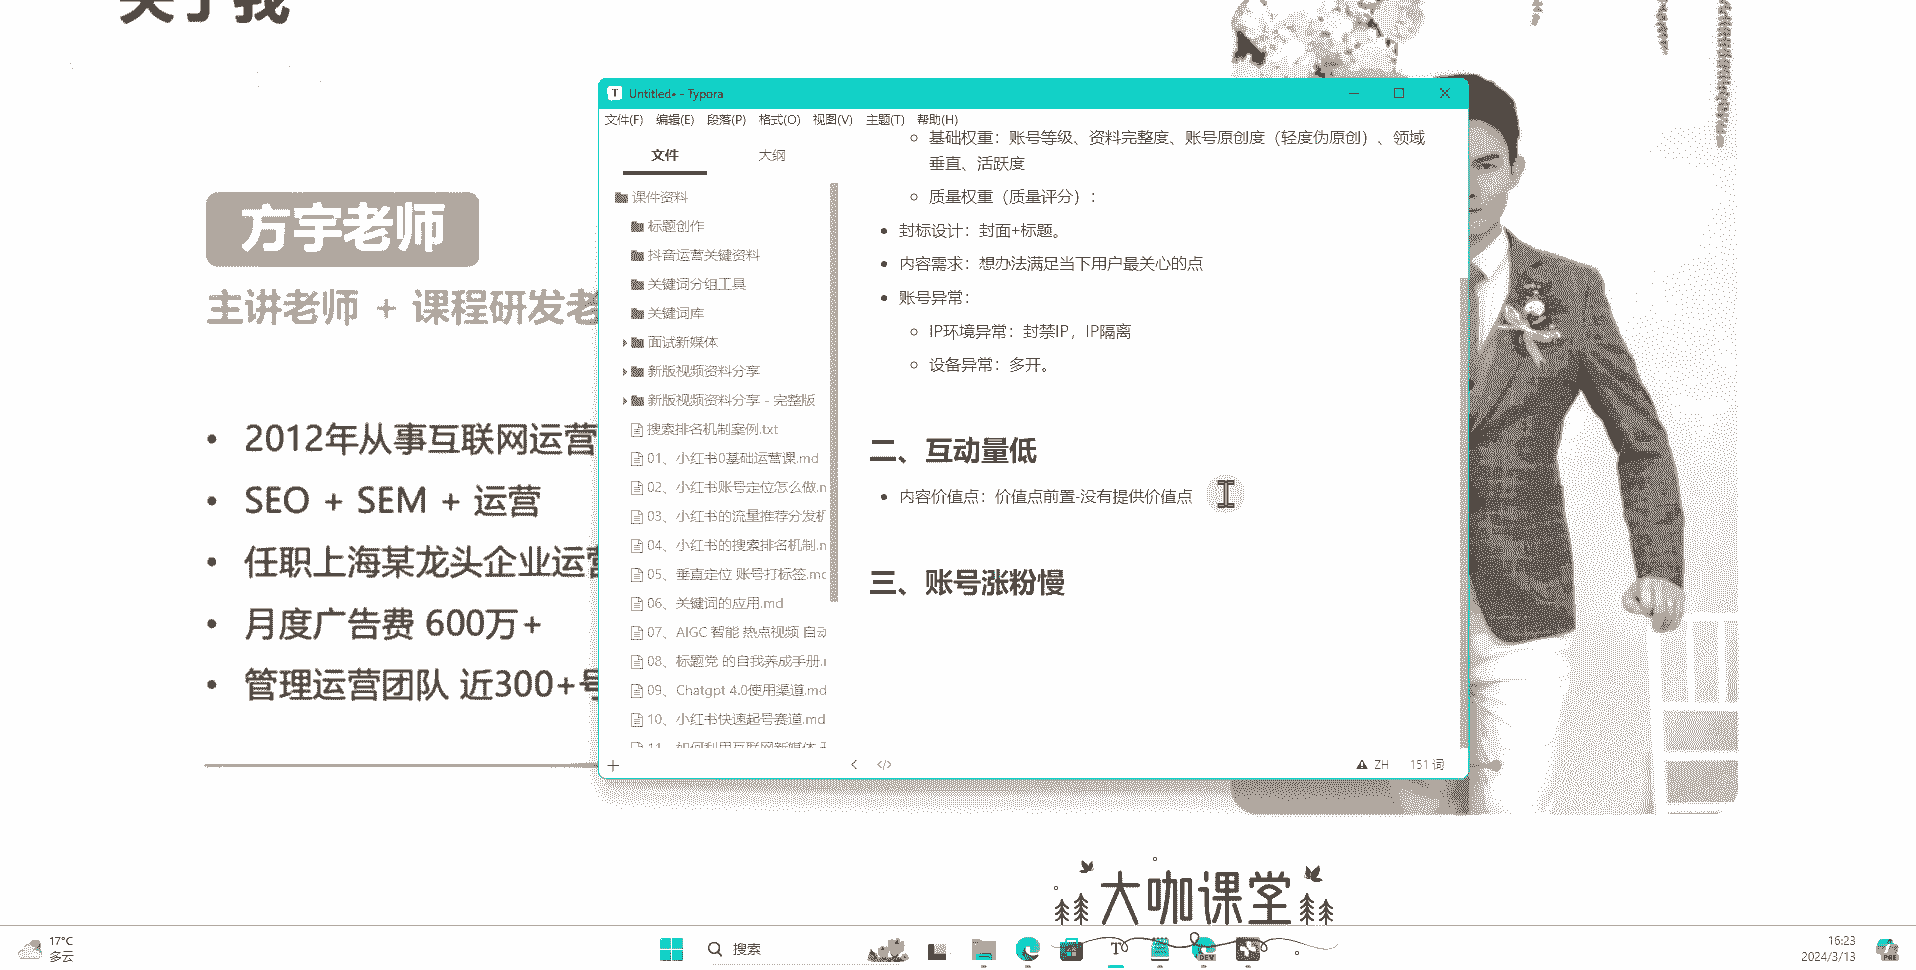 关于我
方宇老师
主讲老师 + 课程研发老
2012年从事互联网运营
SEO + SEM + 运营
任职上海某龙头企业运营
月度广告费 600万+
管理运营团队 近300+号
Untitled• - Typora
文件(F) 编辑(E) 段落(P) 格式(O) 视图(V) 主题(T) 帮助(H)
文件 大纲
课件资料
标题创作
抖音运营关键资料
关键词分组工具
关键词库
面试新媒体
新版视频资料分享
新版视频资料分享 - 完整版
搜索排名机制案例.txt
01、小红书0基础运营课.md
02、小红书账号定位怎么做.m
03、小红书的流量推荐分发机
04、小红书的搜索排名机制.m
05、垂直定位 账号打标签.md
06、关键词的应用.md
07、AIGC 智能 热点视频 自动
08、标题党 的自我养成手册.m
09、Chatgpt 4.0使用渠道.md
10、小红书快速起号赛道.md
11、如何利用互联网新媒体
基础权重：账号等级、资料完整度、账号原创度（轻度伪原创）、领域
垂直、活跃度
质量权重（质量评分）：
封标设计：封面+标题。
内容需求：想办法满足当下用户最关心的点
账号异常：
IP环境异常：封禁IP，IP隔离
设备异常：多开。
二、互动量低
内容价值点：价值点前置-没有提供价值点
三、账号涨粉慢
ZH 151 词
大咖课堂
17°C
多云
搜索
16:23
2024/3/13